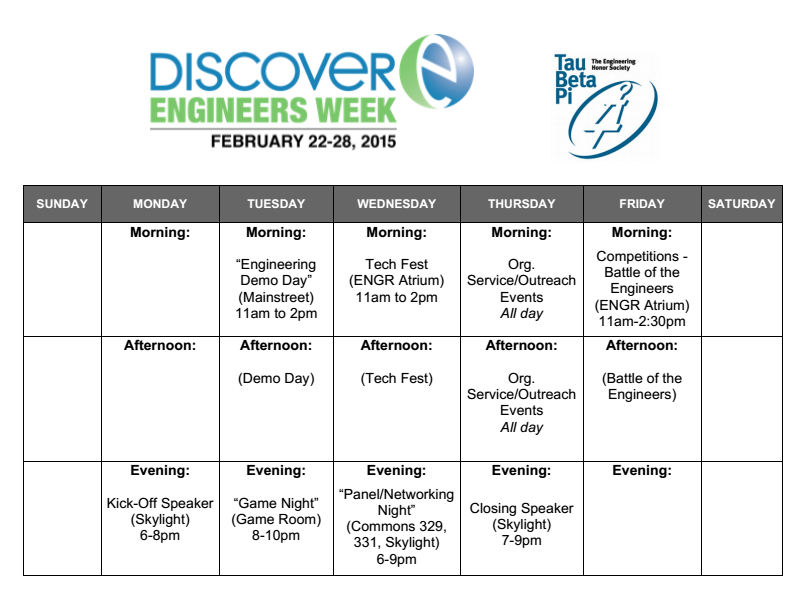 DISCOVER e
ENGINEERS WEEK
FEBRUARY 22-28, 2015
Tau
Beta
Pi
The Engineering
Honor Society
SUNDAY MONDAY TUESDAY WEDNESDAY THURSDAY FRIDAY SATURDAY
Morning:
Morning:
“Engineering
Demo Day”
(Mainstreet)
11am to 2pm
Morning:
Tech Fest
(ENGR Atrium)
11am to 2pm
Morning:
Org.
Service/Outreach
Events
All day
Morning:
Competitions -
Battle of the
Engineers
(ENGR Atrium)
11am-2:30pm
Afternoon:
Afternoon:
(Demo Day)
Afternoon:
(Tech Fest)
Afternoon:
Org.
Service/Outreach
Events
All day
Afternoon:
(Battle of the
Engineers)
Evening:
Kick-Off Speaker
(Skylight)
6-8pm
Evening:
“Game Night”
(Game Room)
8-10pm
Evening:
“Panel/Networking
Night”
(Commons 329,
331, Skylight)
6-9pm
Evening:
Closing Speaker
(Skylight)
7-9pm
Evening: